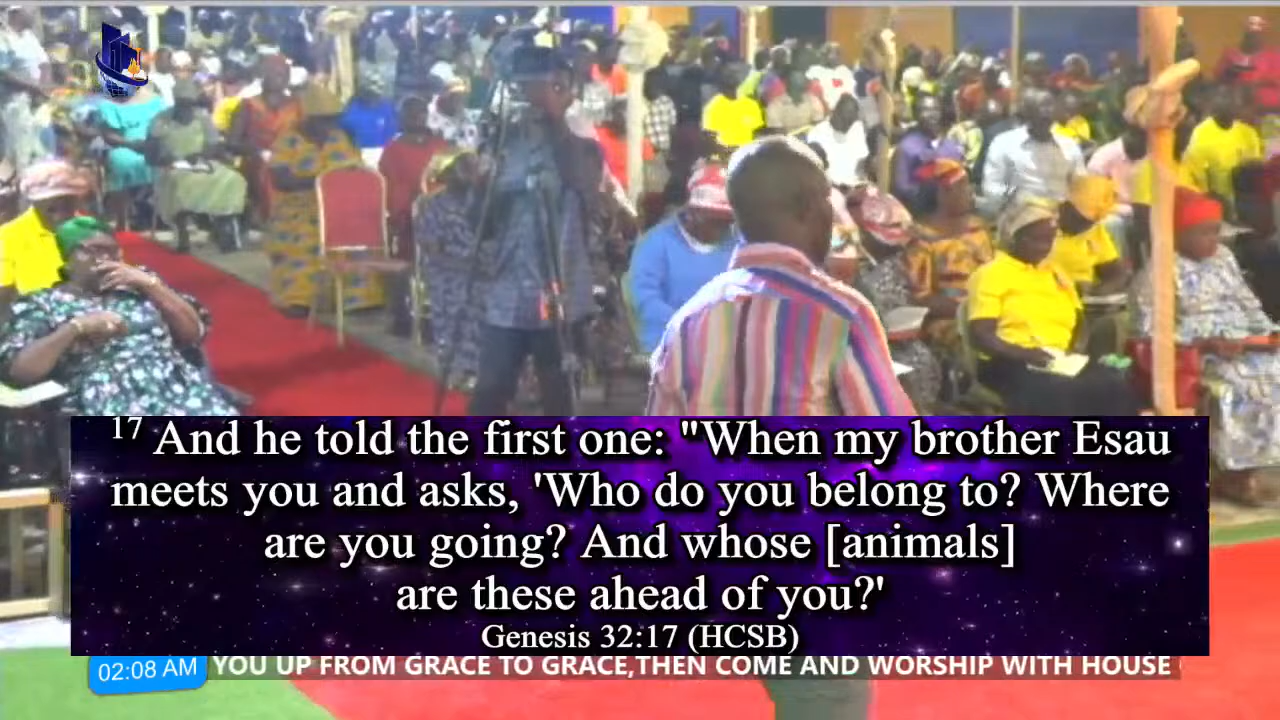 17 And he told the first one: "When my brother Esau
meets you and asks, 'Who do you belong to? Where
are you going? And whose [animals]
are these ahead of you?'
Genesis 32:17 (HCSB)
02:08 AM YOU UP FROM GRACE TO GRACE,THEN COME AND WORSHIP WITH HOUSE